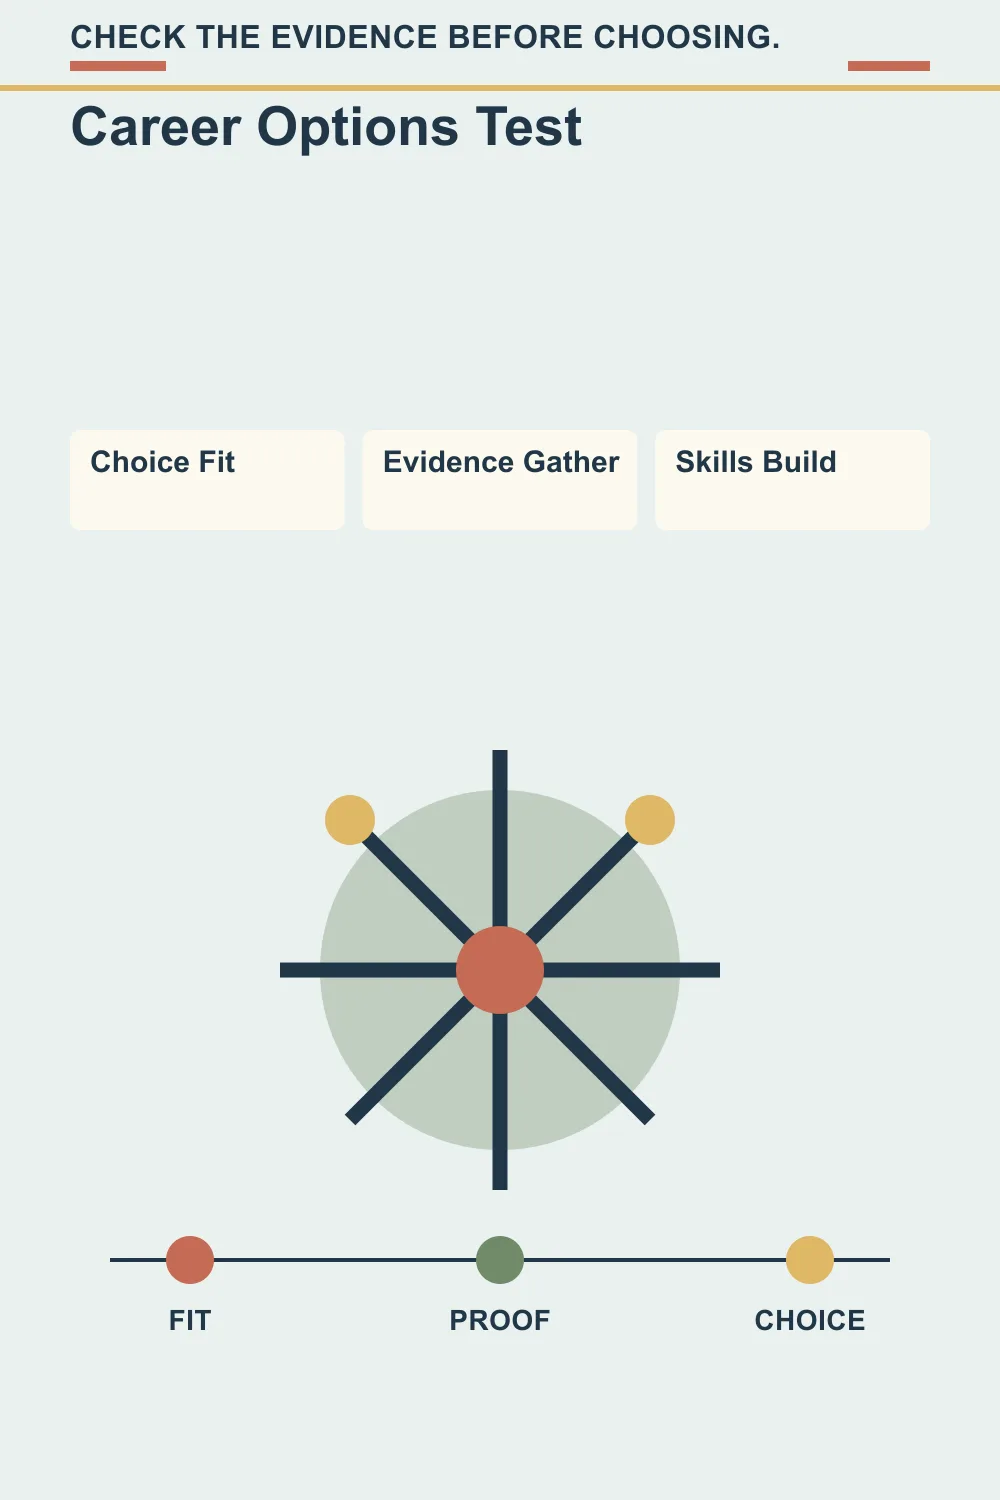 CHECK THE EVIDENCE BEFORE CHOOSING.
Career Options Test
Choice Fit
Evidence Gather
Skills Build
FIT
PROOF
CHOICE